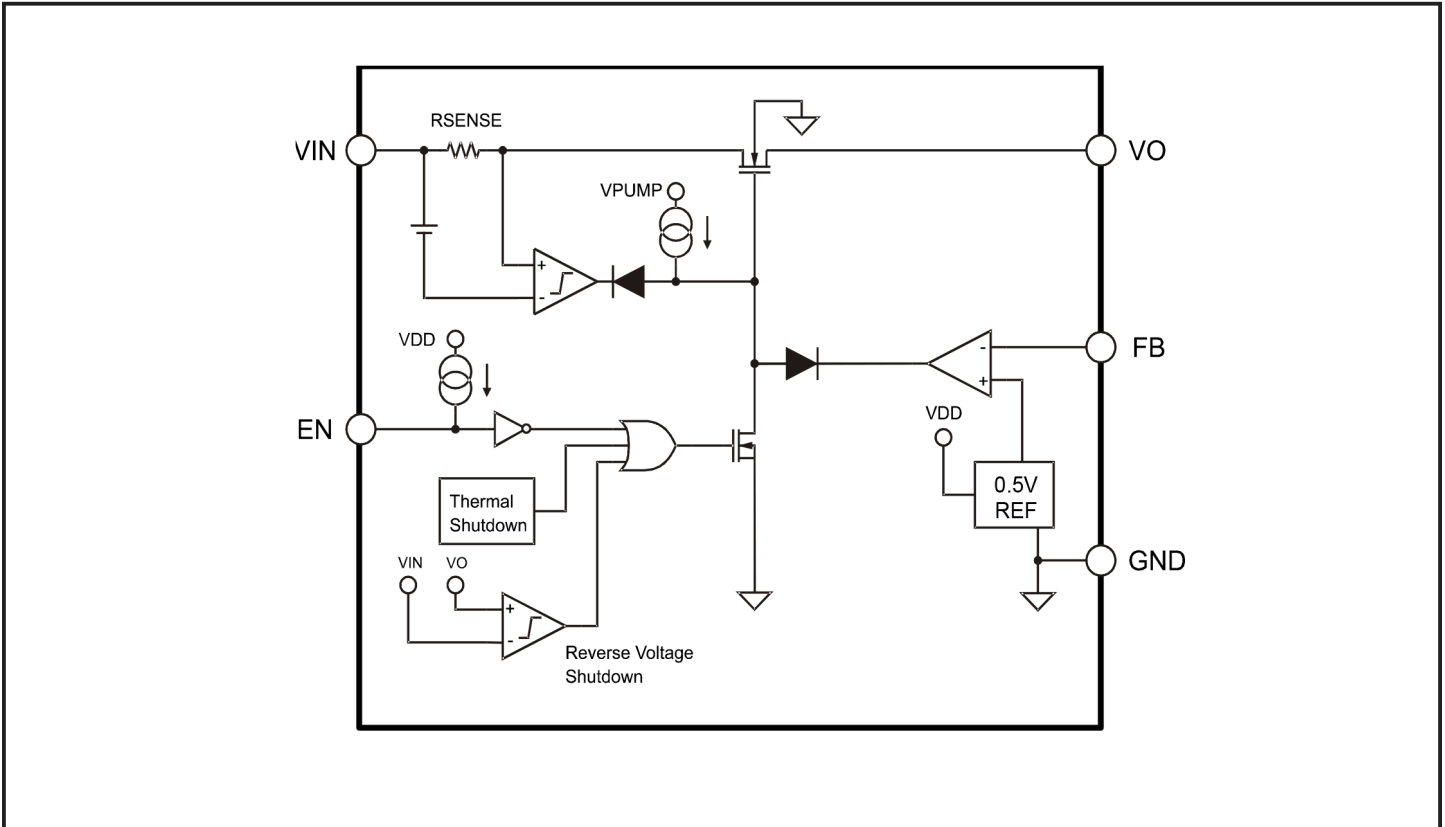 RSENSE
VIN
VO
VPUMP
+
-
VDD
FB
-
+
EN
VDD
0.5V
REF
Thermal
Shutdown
GND
VIN
VO
+
-
Reverse Voltage
Shutdown